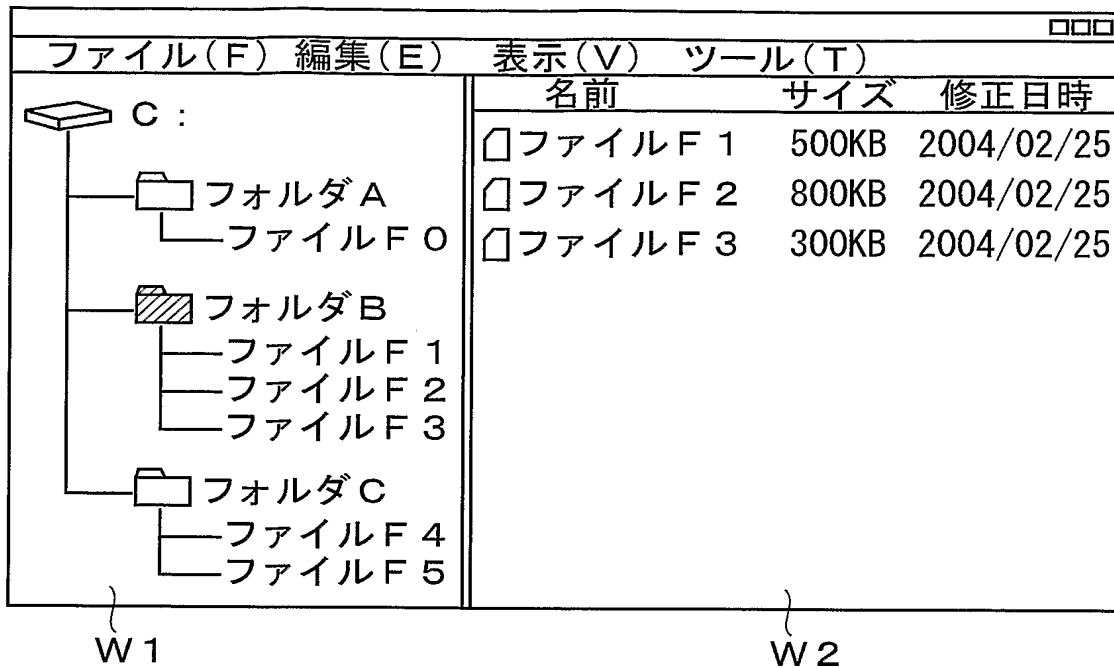 ファイル(F) 編集(E) 表示(V) ツール(T)
C:
フォルダA
ファイルF0
フォルダB
ファイルF1
ファイルF2
ファイルF3
フォルダC
ファイルF4
ファイルF5
名前 サイズ 修正日時
ファイルF1 500KB 2004/02/25
ファイルF2 800KB 2004/02/25
ファイルF3 300KB 2004/02/25
W1 W2